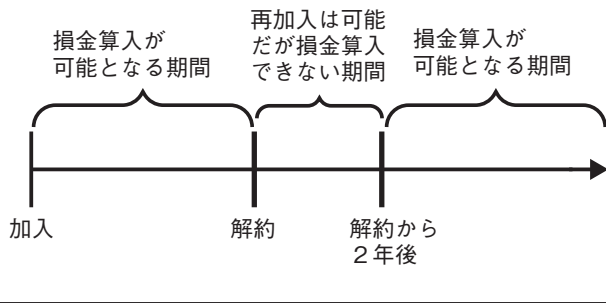 損金算入が
可能となる期間
再加入は可能
だが損金算入
できない期間
損金算入が
可能となる期間
加入
解約
解約から
２年後